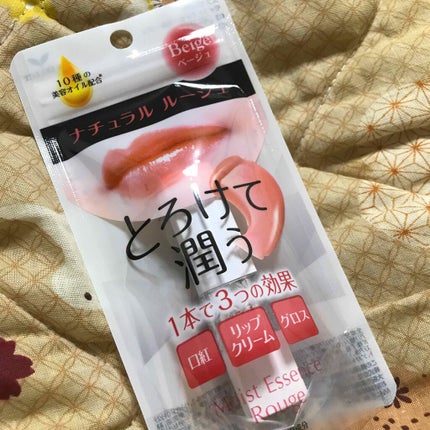 Beige
ベージュ
10種の
美容オイル配合
ナチュラル ルージュ
とろけて
潤う
1本で3つの効果
口紅
リップ
クリーム
グロス
Moist Essence
Rouge